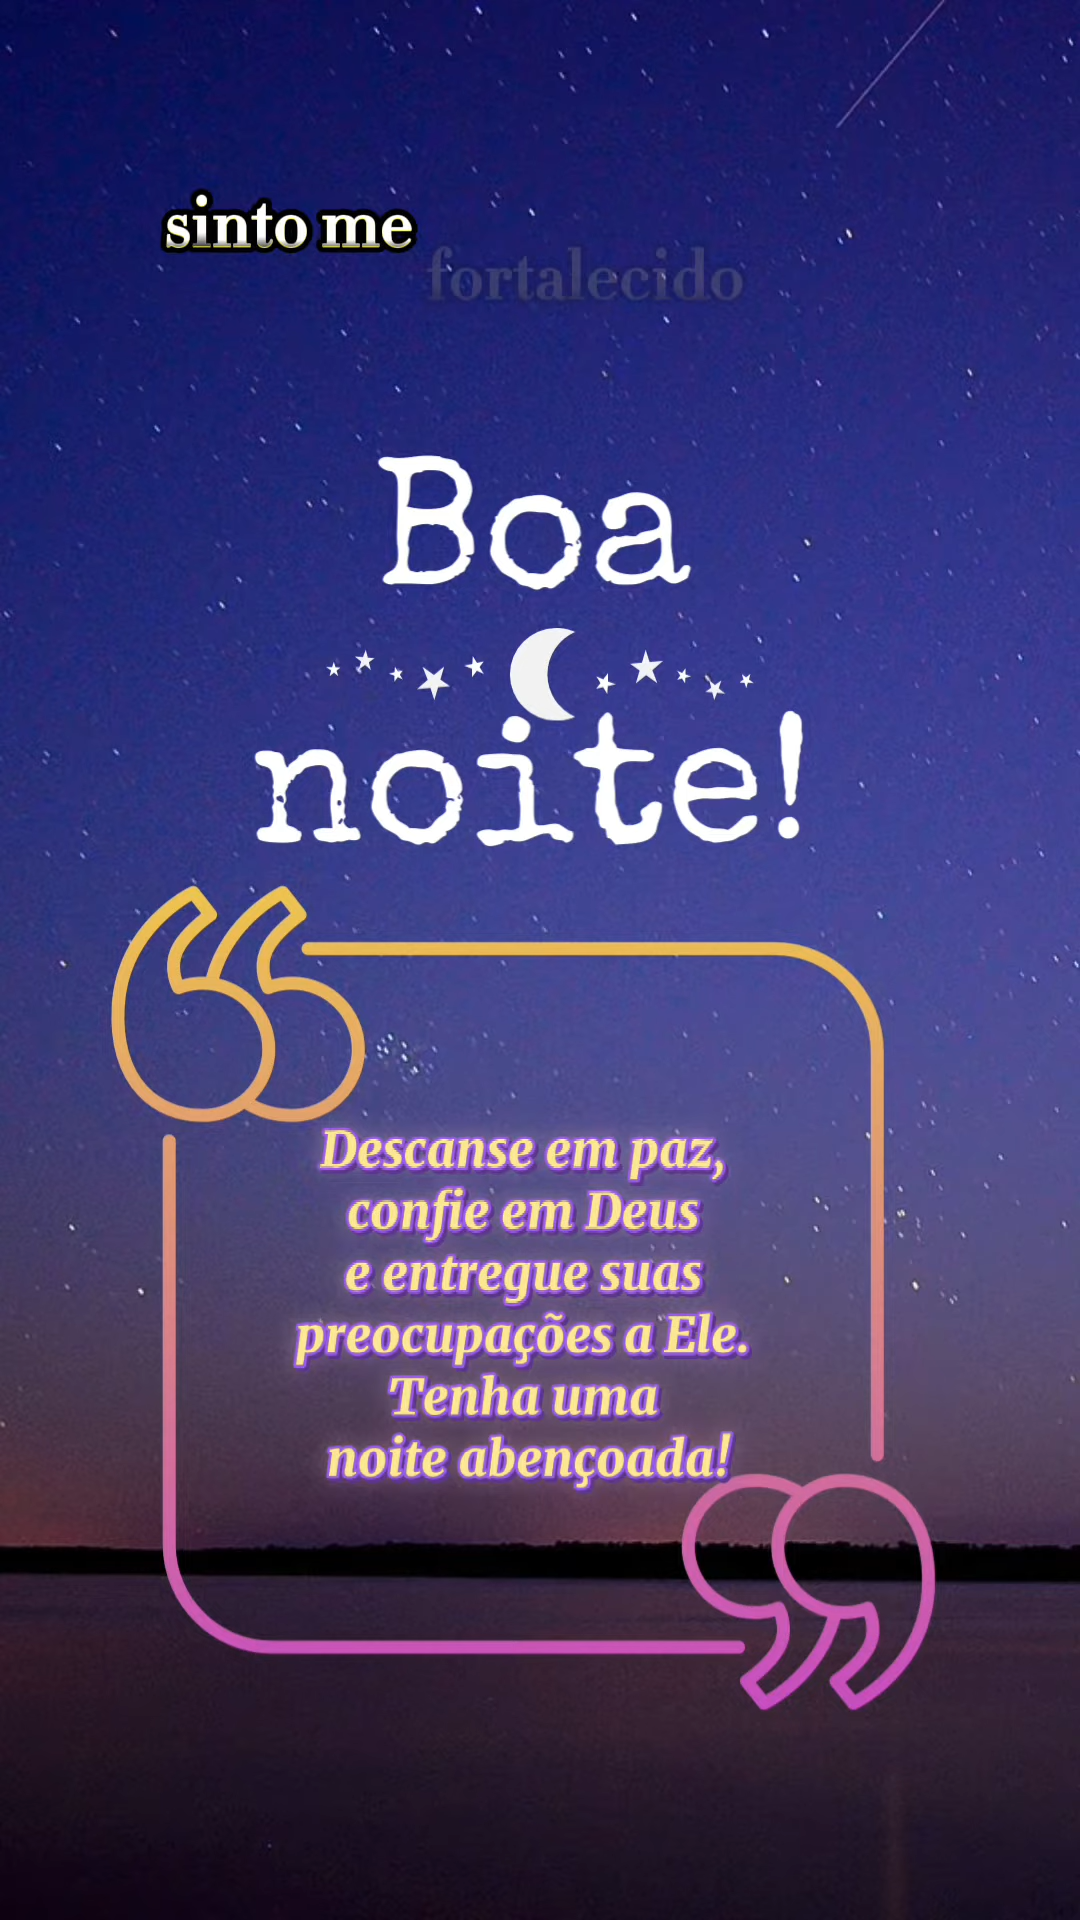 sinto me
fortalecido
Boa
noite!
Descanse em paz,
confie em Deus
e entregue suas
preocupações a Ele.
Tenha uma
noite abençoada!